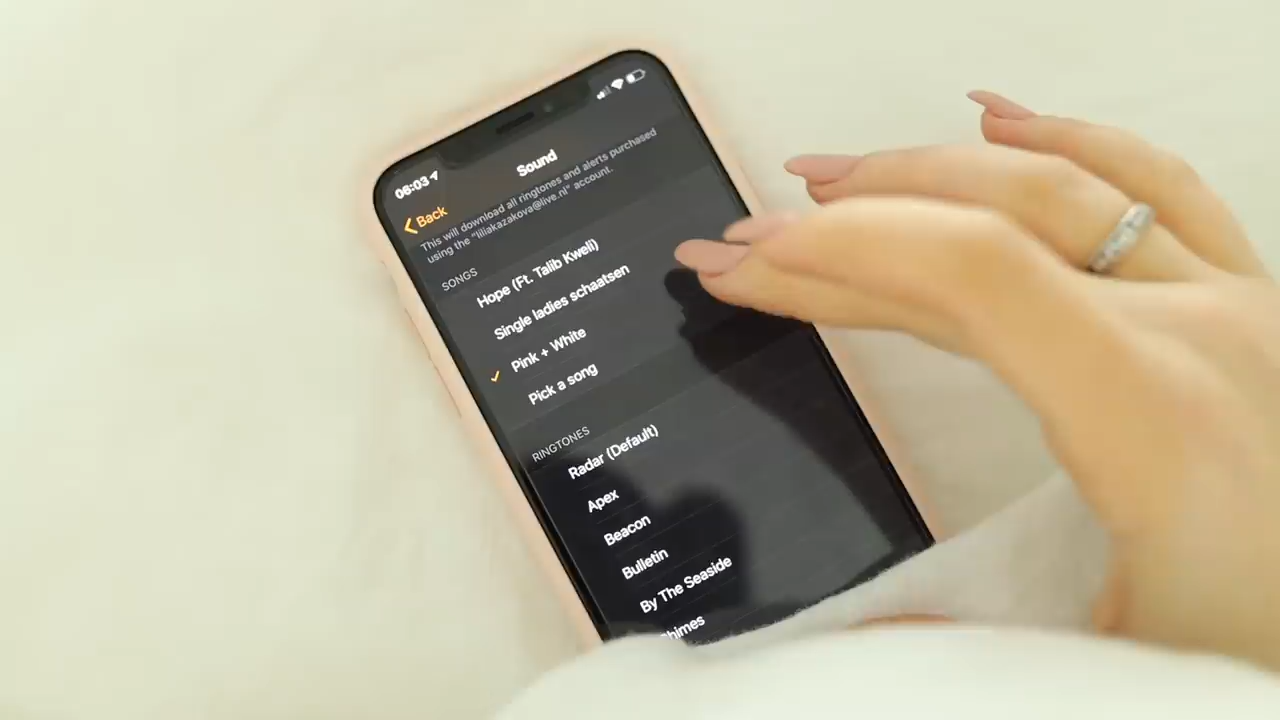 06:03
Sound
Back
This will download all ringtones and alerts purchased
using the "liliakazakova@live.nl" account.
SONGS
Hope (Ft. Talib Kweli)
Single ladies schaatsen
Pink + White
Pick a song
RINGTONES
Radar (Default)
Apex
Beacon
Bulletin
By The Seaside
Chimes